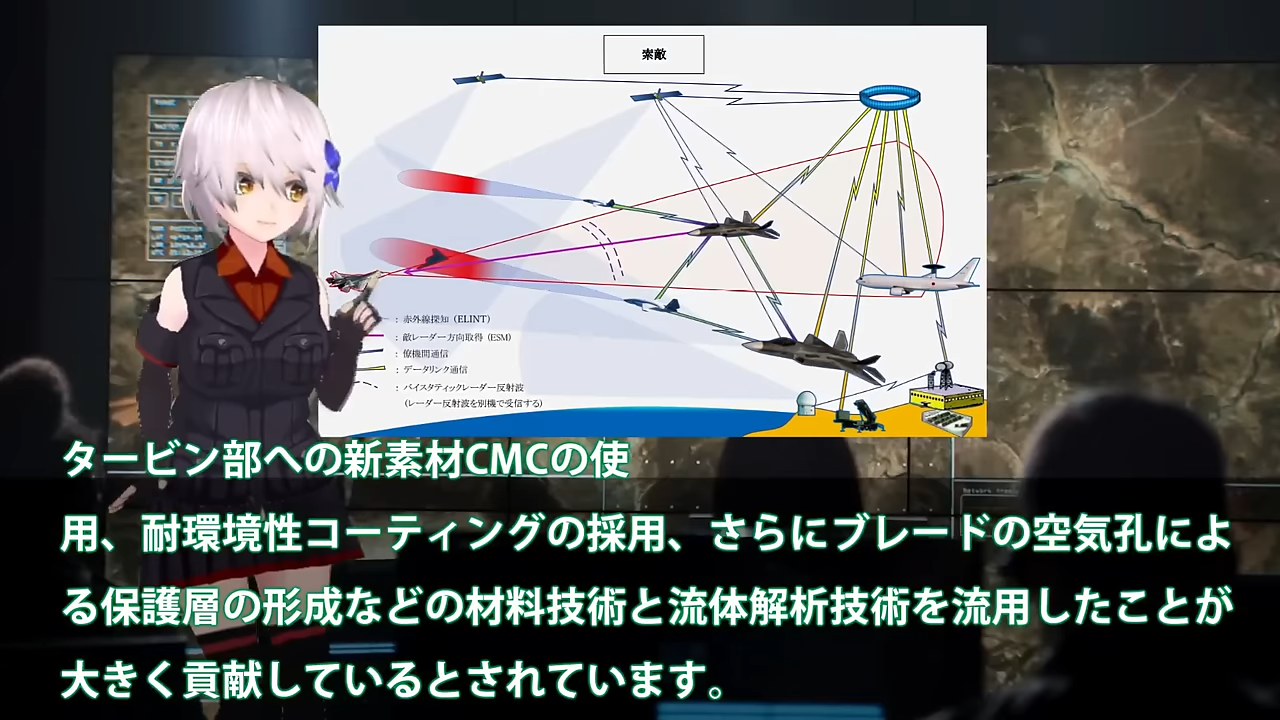 索敵
：赤外線探知（ELINT）
：敵レーダー方向取得（ESM）
：僚機間通信
：データリンク通信
：バイスタティックレーダー反射波
（レーダー反射波を別機で受信する）
タービン部への新素材CMCの使
用、耐環境性コーティングの採用、さらにブレードの空気孔によ
る保護層の形成などの材料技術と流体解析技術を流用したことが
大きく貢献しているとされています。